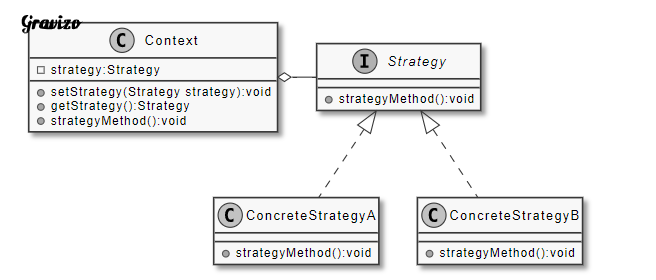 Gravizo
C Context
strategy:Strategy
setStrategy(Strategy strategy):void
getStrategy():Strategy
strategyMethod():void
I Strategy
strategyMethod():void
C ConcreteStrategyA
strategyMethod():void
C ConcreteStrategyB
strategyMethod():void